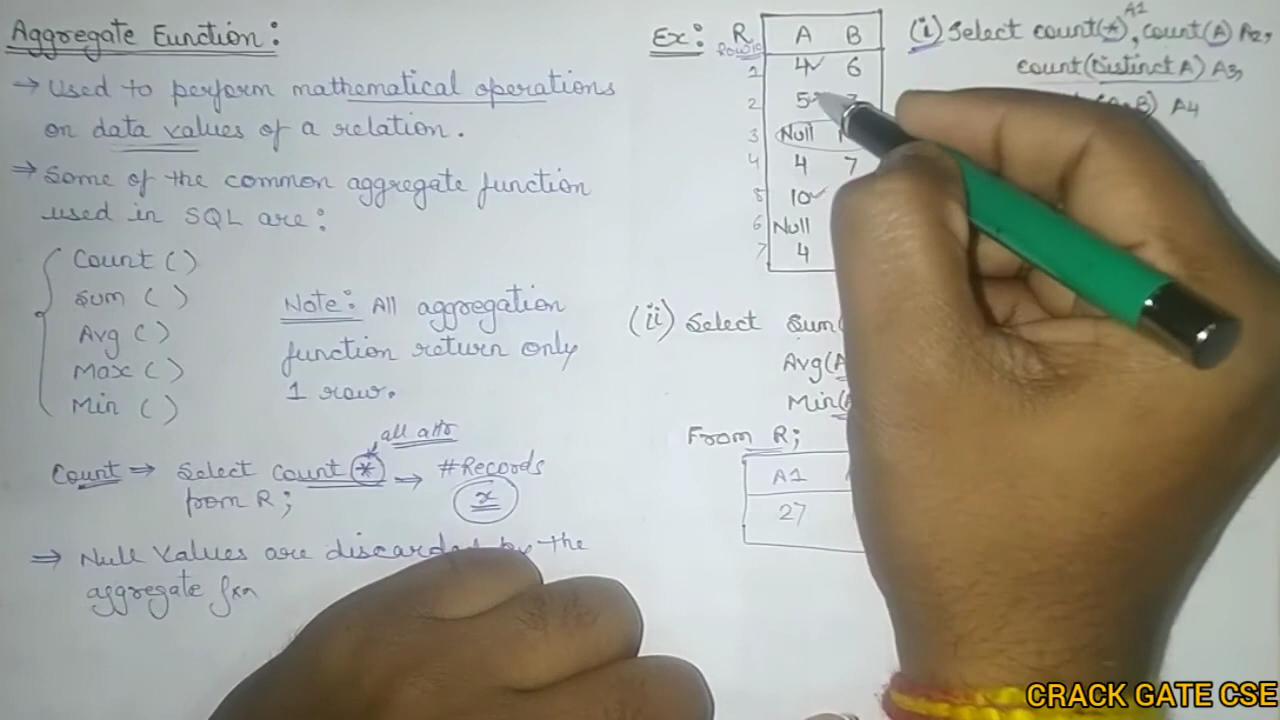 Aggregate Function:
→ Used to perform mathematical operations
on data values of a relation.
→ Some of the common aggregate function
used in SQL are:
Count ( )
Sum ( )
Avg ( )
Max ( )
Min ( )
Note: All aggregation
function return only
1 row.
all attr
Count ⇒ Select count (*) → #Records
from R;
x
⇒ Null values are discarded by the
aggregate fxn
Ex: R
A B
1 4 6
2 5
3 Null
4 4 7
5 10
6 Null
7 4
A1
(i) Select count(*), count(A) A2,
count(Distinct A) A3,
A4
(ii) Select Sum(
Avg(A
Min(
From R;
A1
27
CRACK GATE CSE